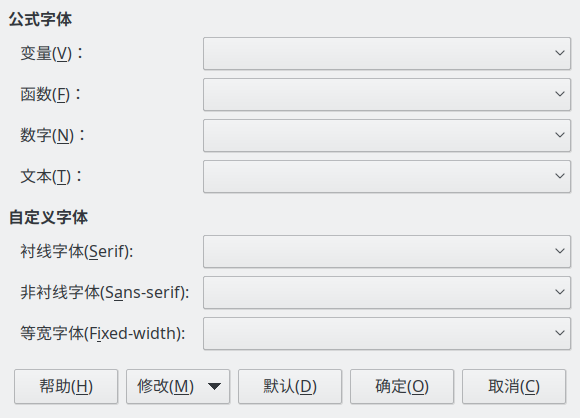 公式字体
变量(V)：
函数(F)：
数字(N)：
文本(T)：
自定义字体
衬线字体(Serif):
非衬线字体(Sans-serif):
等宽字体(Fixed-width):
帮助(H) 修改(M) 默认(D) 确定(O) 取消(C)